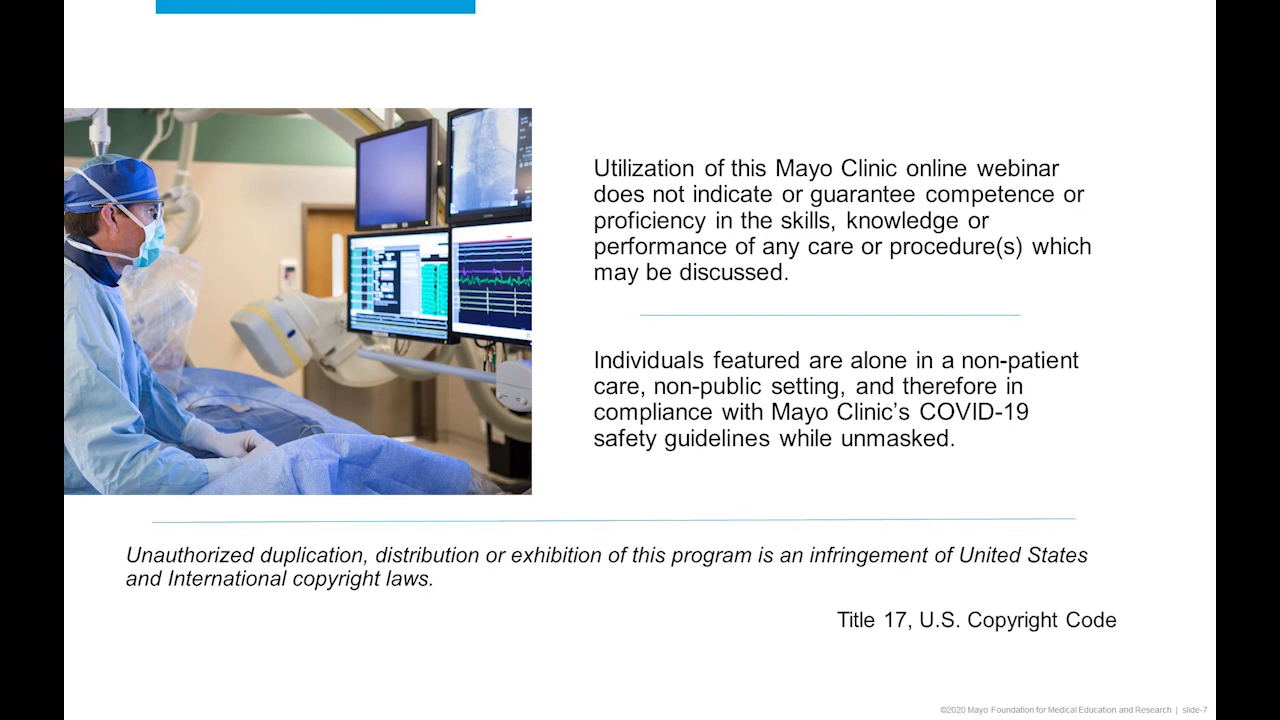 Utilization of this Mayo Clinic online webinar
does not indicate or guarantee competence or
proficiency in the skills, knowledge or
performance of any care or procedure(s) which
may be discussed.
Individuals featured are alone in a non-patient
care, non-public setting, and therefore in
compliance with Mayo Clinic’s COVID-19
safety guidelines while unmasked.
Unauthorized duplication, distribution or exhibition of this program is an infringement of United States
and International copyright laws.
Title 17, U.S. Copyright Code
©2020 Mayo Foundation for Medical Education and Research | slide-7